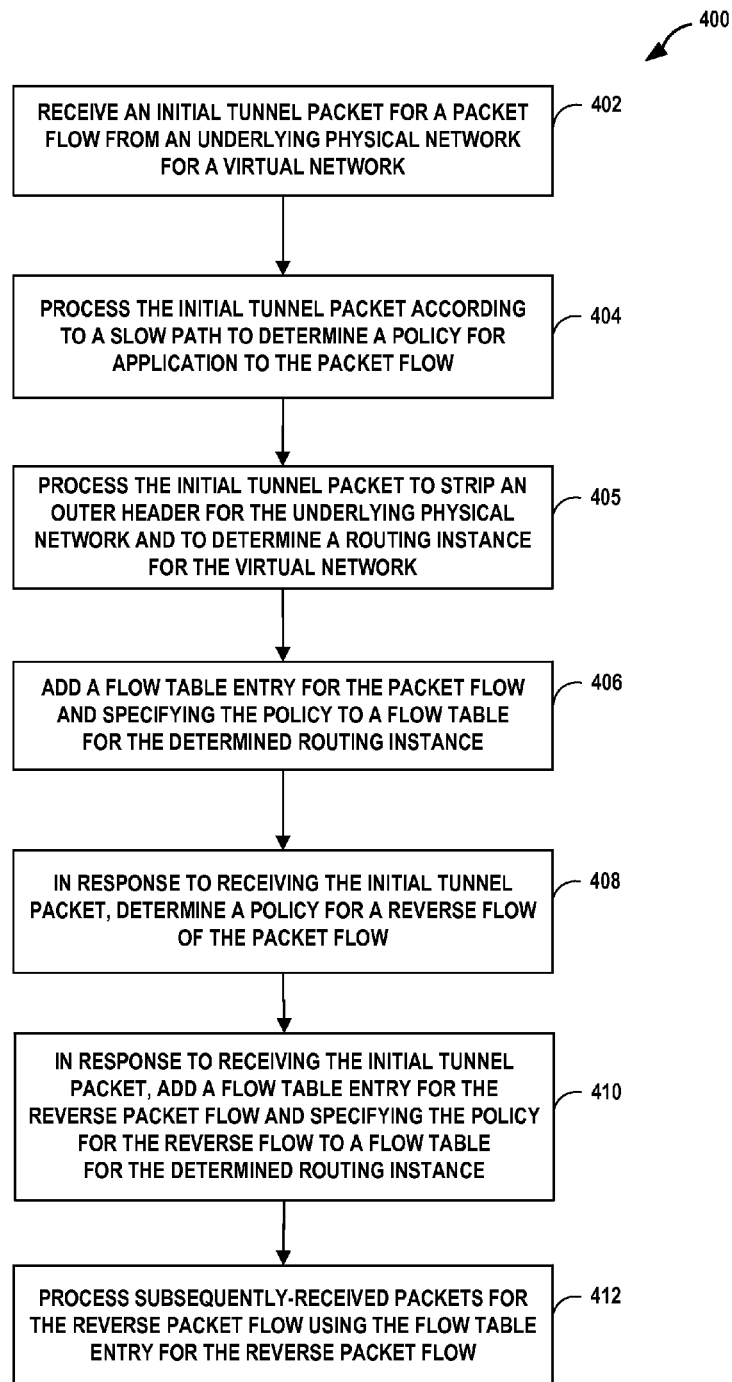 400
RECEIVE AN INITIAL TUNNEL PACKET FOR A PACKET
FLOW FROM AN UNDERLYING PHYSICAL NETWORK
FOR A VIRTUAL NETWORK
402
PROCESS THE INITIAL TUNNEL PACKET ACCORDING
TO A SLOW PATH TO DETERMINE A POLICY FOR
APPLICATION TO THE PACKET FLOW
404
PROCESS THE INITIAL TUNNEL PACKET TO STRIP AN
OUTER HEADER FOR THE UNDERLYING PHYSICAL
NETWORK AND TO DETERMINE A ROUTING INSTANCE
FOR THE VIRTUAL NETWORK
405
ADD A FLOW TABLE ENTRY FOR THE PACKET FLOW
AND SPECIFYING THE POLICY TO A FLOW TABLE
FOR THE DETERMINED ROUTING INSTANCE
406
IN RESPONSE TO RECEIVING THE INITIAL TUNNEL
PACKET, DETERMINE A POLICY FOR A REVERSE FLOW
OF THE PACKET FLOW
408
IN RESPONSE TO RECEIVING THE INITIAL TUNNEL
PACKET, ADD A FLOW TABLE ENTRY FOR THE
REVERSE PACKET FLOW AND SPECIFYING THE POLICY
FOR THE REVERSE FLOW TO A FLOW TABLE
FOR THE DETERMINED ROUTING INSTANCE
410
PROCESS SUBSEQUENTLY-RECEIVED PACKETS FOR
THE REVERSE PACKET FLOW USING THE FLOW TABLE
ENTRY FOR THE REVERSE PACKET FLOW
412